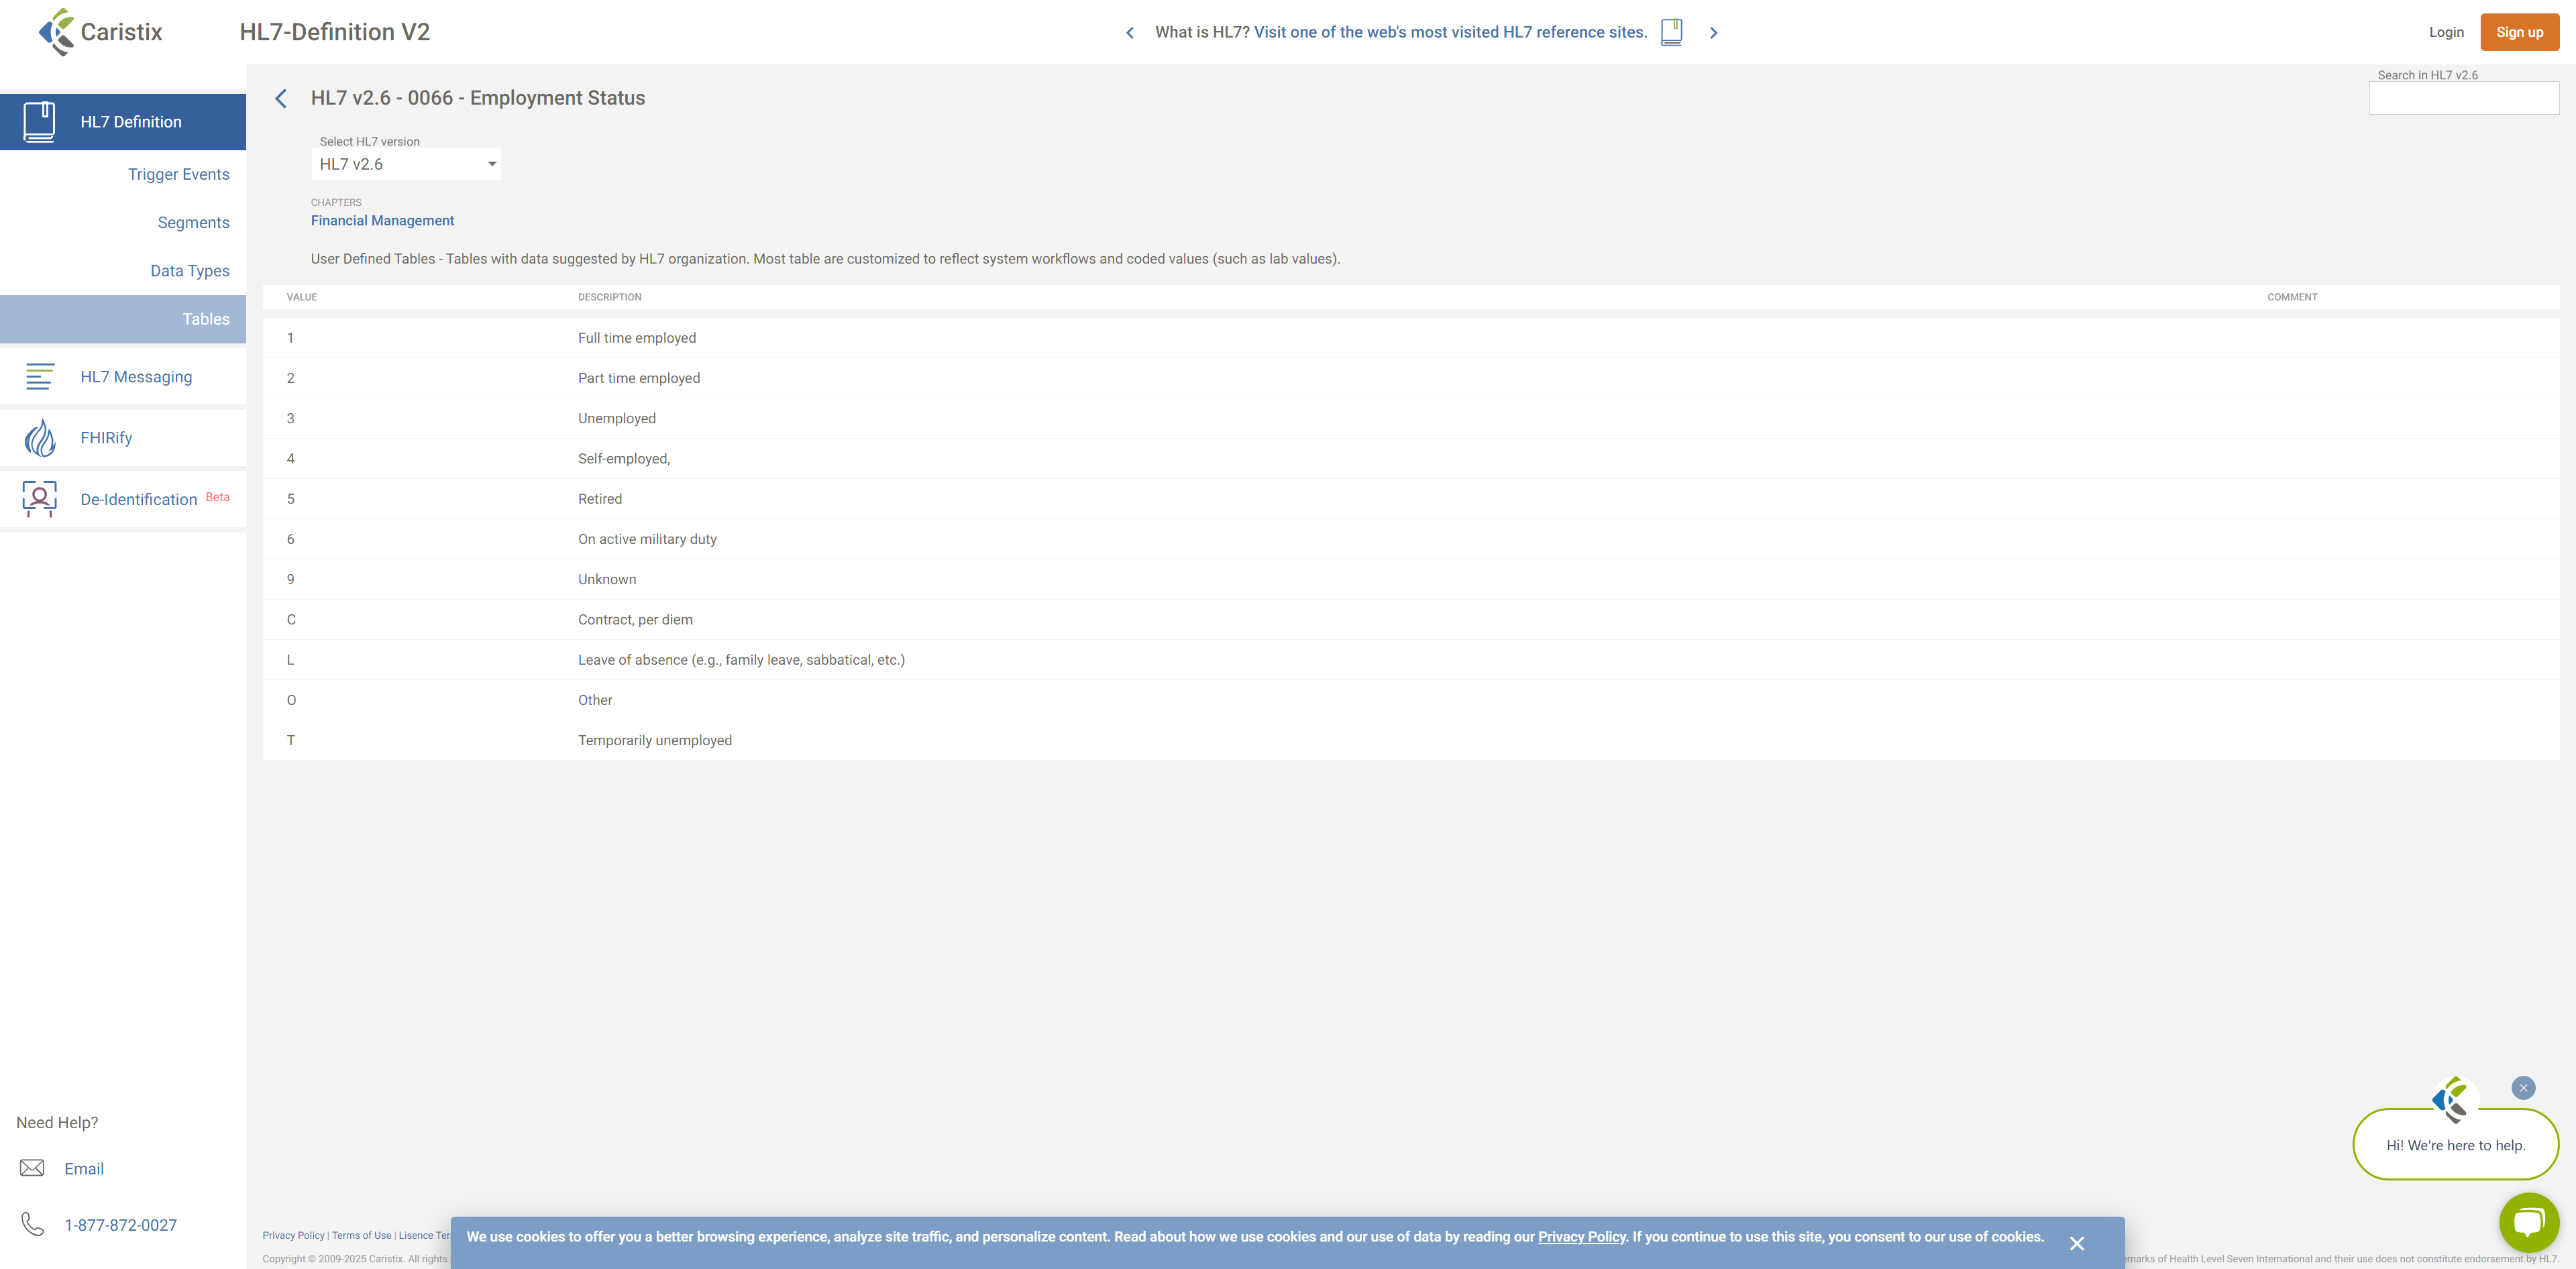 Caristix
HL7-Definition V2
What is HL7? Visit one of the web's most visited HL7 reference sites.
Login
Sign up
HL7 Definition
Trigger Events
Segments
Data Types
Tables
HL7 Messaging
FHIRify
De-Identification Beta
Need Help?
Email
1-877-872-0027
HL7 v2.6 - 0066 - Employment Status
Search in HL7 v2.6
Select HL7 version
HL7 v2.6
CHAPTERS
Financial Management
User Defined Tables - Tables with data suggested by HL7 organization. Most table are customized to reflect system workflows and coded values (such as lab values).
VALUE DESCRIPTION COMMENT
1 Full time employed
2 Part time employed
3 Unemployed
4 Self-employed,
5 Retired
6 On active military duty
9 Unknown
C Contract, per diem
L Leave of absence (e.g., family leave, sabbatical, etc.)
O Other
T Temporarily unemployed
Hi! We're here to help.
Privacy Policy | Terms of Use | Lisence Ter
We use cookies to offer you a better browsing experience, analyze site traffic, and personalize content. Read about how we use cookies and our use of data by reading our Privacy Policy. If you continue to use this site, you consent to our use of cookies.
Copyright © 2009-2025 Caristix. All rights
emarks of Health Level Seven International and their use does not constitute endorsement by HL7.